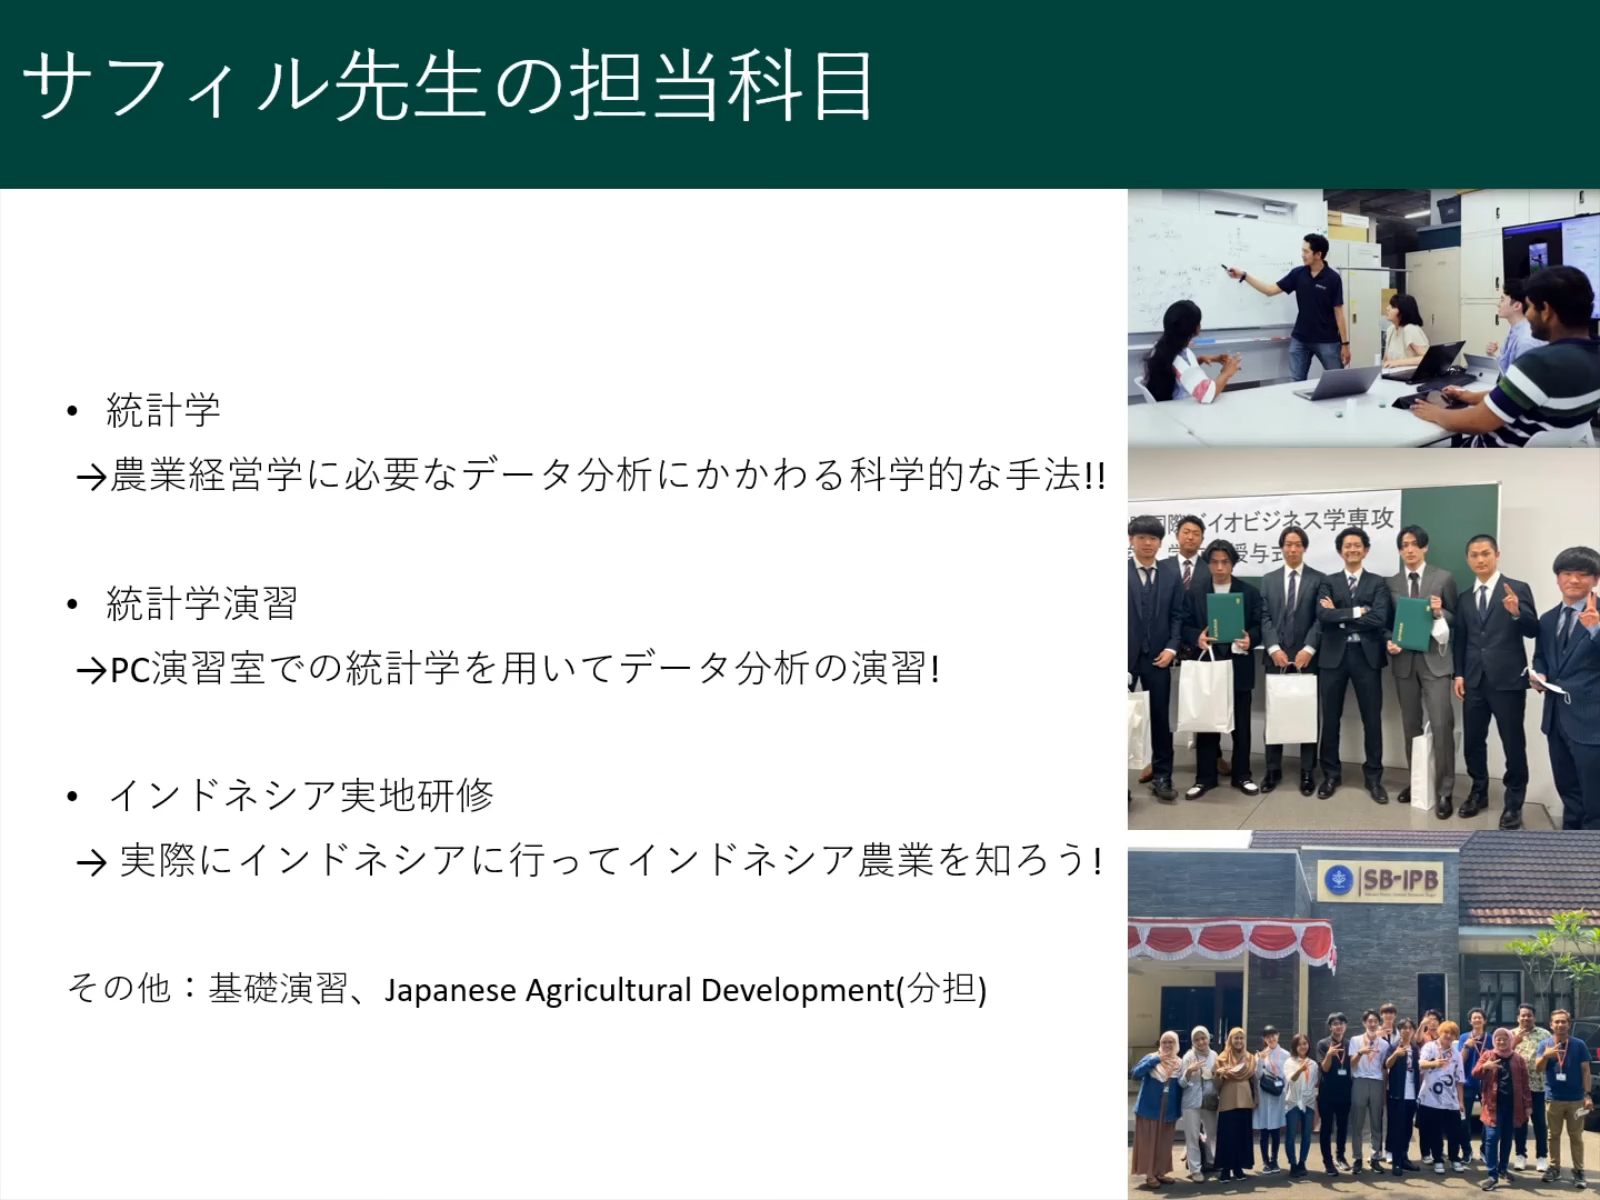 サフィル先生の担当科目
• 統計学
→農業経営学に必要なデータ分析にかかわる科学的な手法!!
• 統計学演習
→PC演習室での統計学を用いてデータ分析の演習!
• インドネシア実地研修
→ 実際にインドネシアに行ってインドネシア農業を知ろう!
その他：基礎演習、Japanese Agricultural Development(分担)
国際バイオビジネス学専攻
授与式
SB-IPB